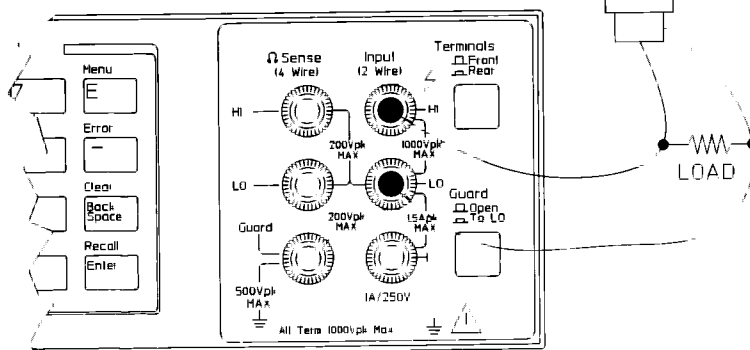 Menu
E
Error
–
Clear
Back
Space
Recall
Enter
Ω Sense
(4 Wire)
Input
(2 Wire)
Terminals
Front
Rear
HI
HI
200Vpk
MAX
1000Vpk
MAX
LO
LO
200Vpk
MAX
1.5Apk
MAX
Guard
Open
To LO
Guard
500Vpk
MAX
1A/250V
All Term 1000Vpk Max
LOAD